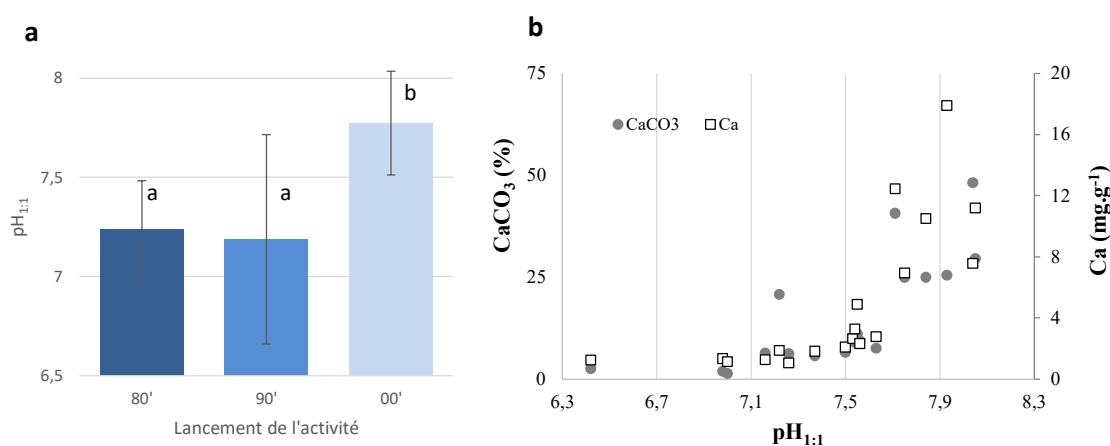 a
8
7,5
7
6,5
pH1:1
a
a
b
80'
90'
00'
Lancement de l'activité
b
75
50
25
0
CaCO3 (%)
CaCO3
Ca
20
16
12
8
4
0
Ca (mg.g-1)
6,3
6,7
7,1
7,5
7,9
8,3
pH1:1